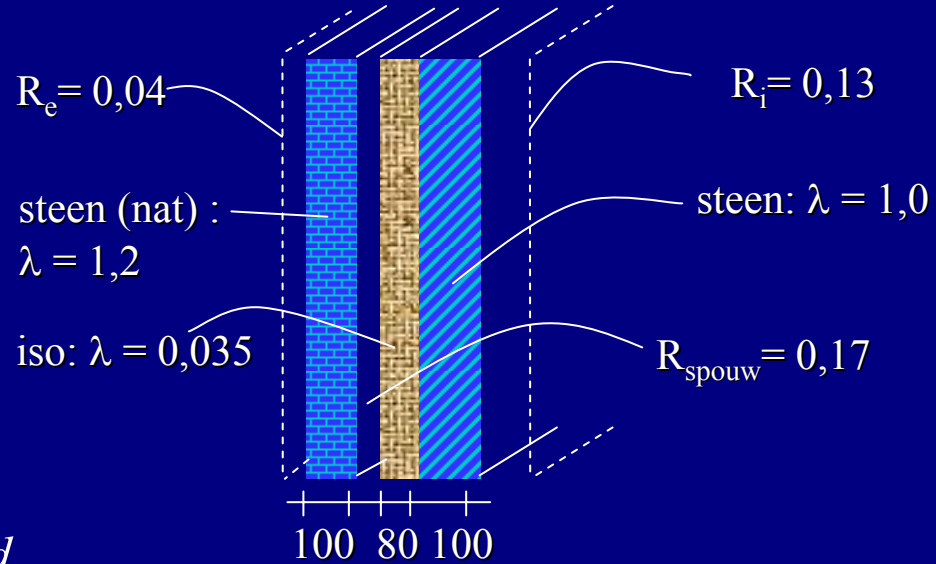 Rₑ= 0,04
Rᵢ= 0,13
steen (nat) :
λ = 1,2
steen: λ = 1,0
iso: λ = 0,035
R_spouw= 0,17
100 80 100
d